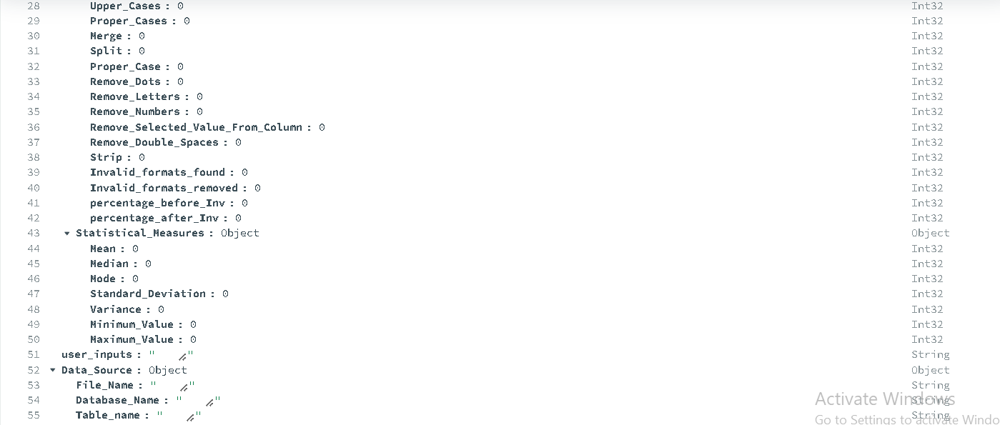 28 Upper_Cases : 0 Int32
29 Proper_Cases : 0 Int32
30 Merge : 0 Int32
31 Split : 0 Int32
32 Proper_Case : 0 Int32
33 Remove_Dots : 0 Int32
34 Remove_Letters : 0 Int32
35 Remove_Numbers : 0 Int32
36 Remove_Selected_Value_From_Column : 0 Int32
37 Remove_Double_Spaces : 0 Int32
38 Strip : 0 Int32
39 Invalid_formats_found : 0 Int32
40 Invalid_formats_removed : 0 Int32
41 percentage_before_Inv : 0 Int32
42 percentage_after_Inv : 0 Int32
43 Statistical_Measures : Object Object
44 Mean : 0 Int32
45 Median : 0 Int32
46 Mode : 0 Int32
47 Standard_Deviation : 0 Int32
48 Variance : 0 Int32
49 Minimum_Value : 0 Int32
50 Maximum_Value : 0 Int32
51 user_inputs : " " String
52 Data_Source : Object Object
53 File_Name : " " String
54 Database_Name : " " String
55 Table_name : " " String
Activate Windows
Go to Settings to activate Windo